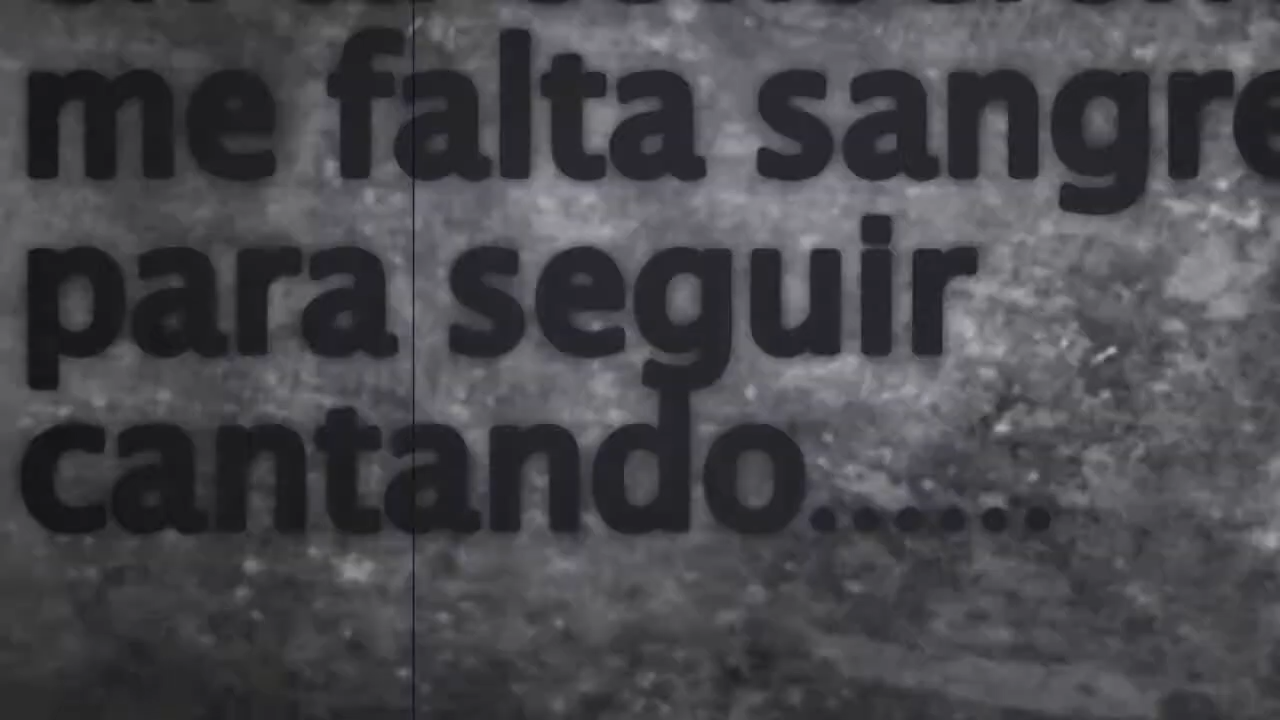 me falta sangre
para seguir
cantando......